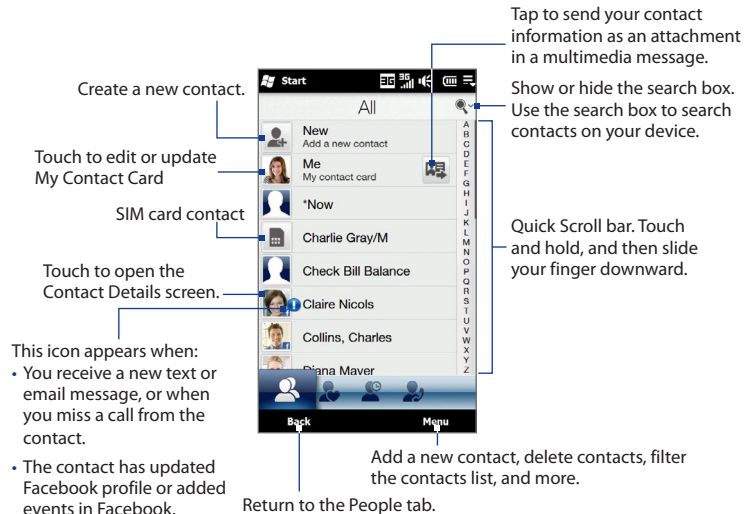 Tap to send your contact
information as an attachment
in a multimedia message.
Create a new contact.
Show or hide the search box.
Use the search box to search
contacts on your device.
Touch to edit or update
My Contact Card
SIM card contact
Touch to open the
Contact Details screen.
This icon appears when:
• You receive a new text or
email message, or when
you miss a call from the
contact.
• The contact has updated
Facebook profile or added
events in Facebook.
Start
3G
3G
All
New
Add a new contact
Me
My contact card
*Now
Charlie Gray/M
Check Bill Balance
Claire Nicols
Collins, Charles
Diana Mayer
A
B
C
D
E
F
G
H
I
J
K
L
M
N
O
P
Q
R
S
T
U
V
W
X
Y
Z
Back
Menu
Quick Scroll bar. Touch
and hold, and then slide
your finger downward.
Add a new contact, delete contacts, filter
the contacts list, and more.
Return to the People tab.